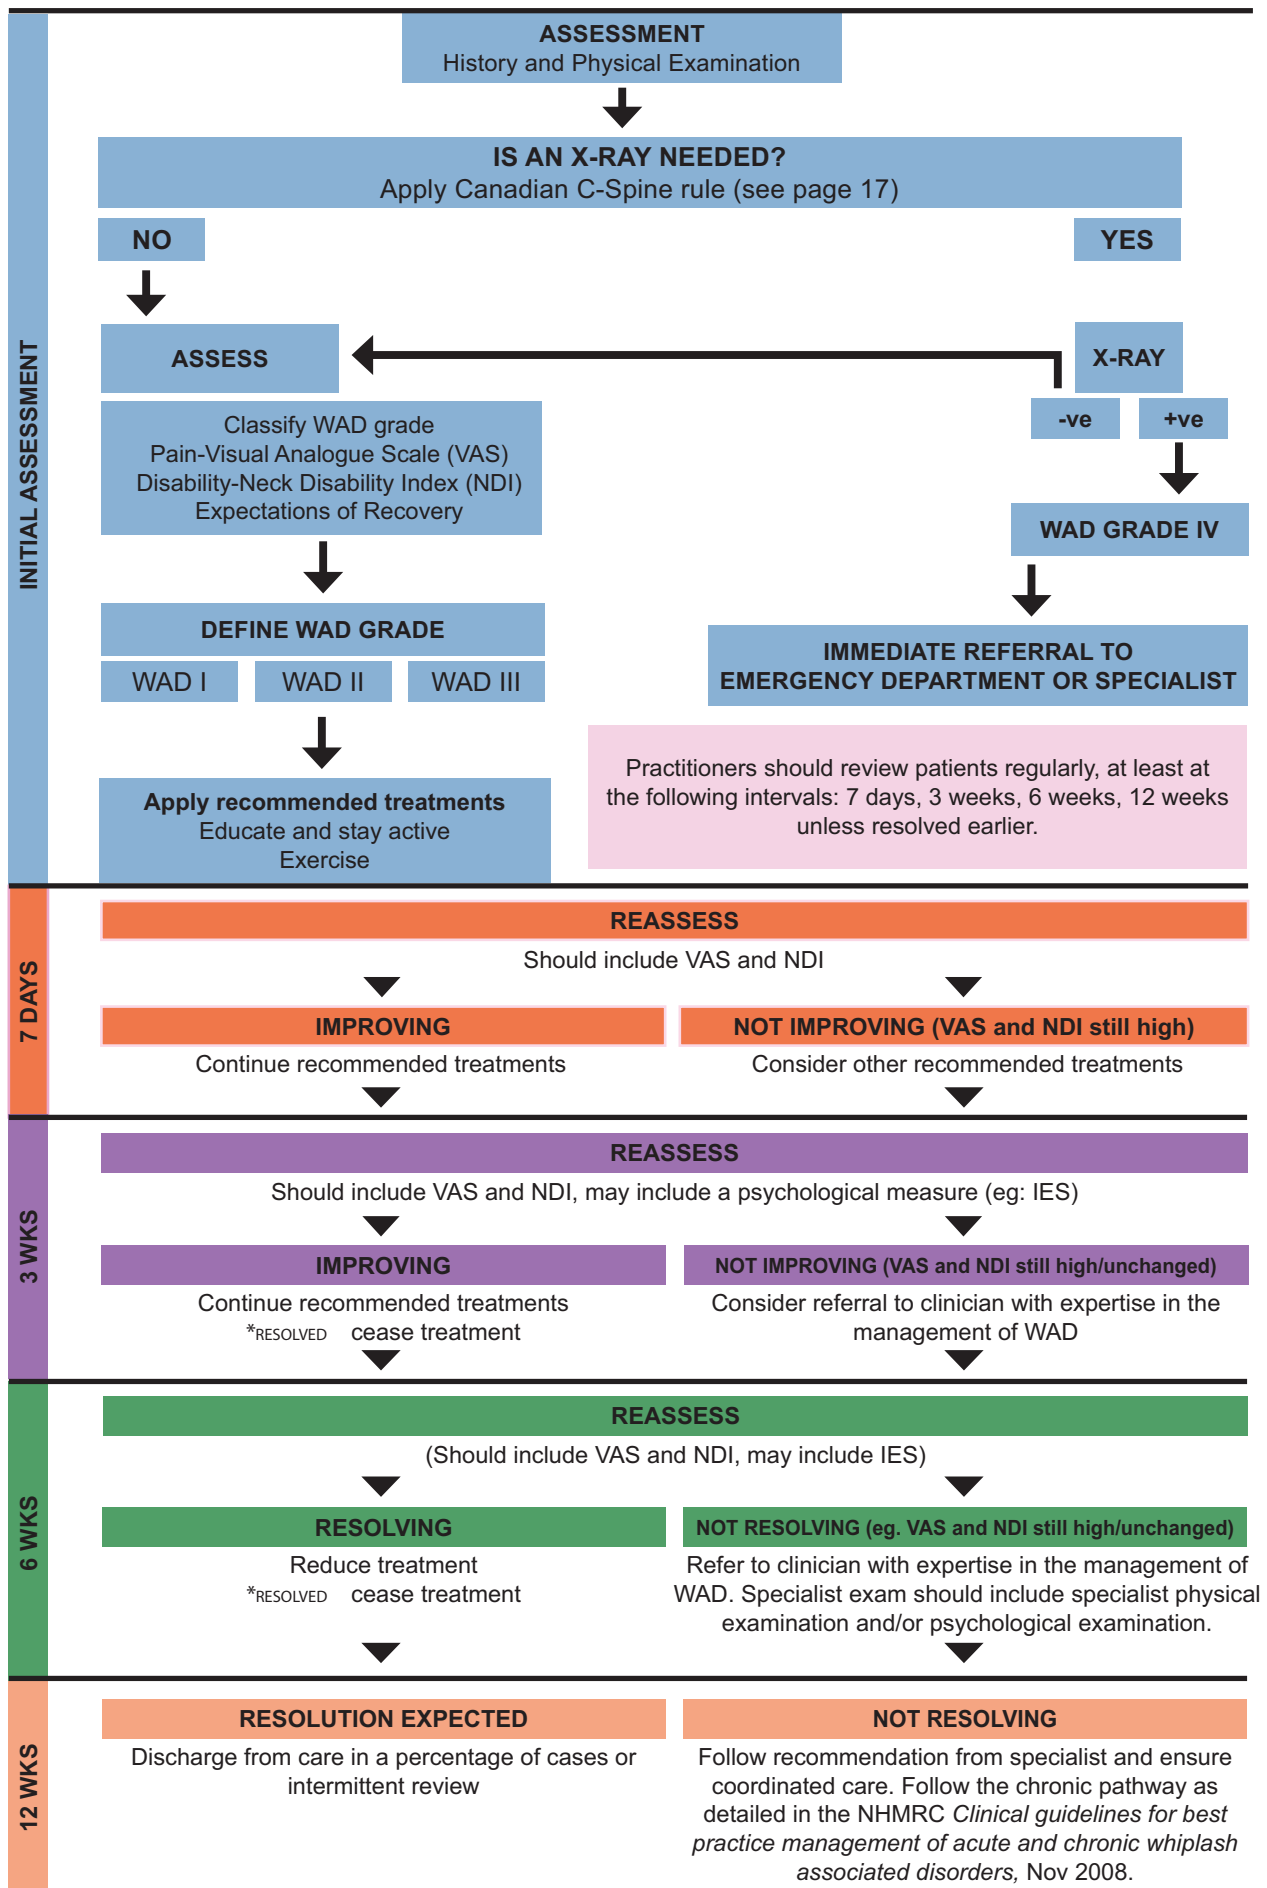 ASSESSMENT
History and Physical Examination
IS AN X-RAY NEEDED?
Apply Canadian C-Spine rule (see page 17)
NO
YES
INITIAL ASSESSMENT
ASSESS
X-RAY
-ve
+ve
Classify WAD grade
Pain-Visual Analogue Scale (VAS)
Disability-Neck Disability Index (NDI)
Expectations of Recovery
WAD GRADE IV
DEFINE WAD GRADE
WAD I
WAD II
WAD III
IMMEDIATE REFERRAL TO
EMERGENCY DEPARTMENT OR SPECIALIST
Apply recommended treatments
Educate and stay active
Exercise
Practitioners should review patients regularly, at least at
the following intervals: 7 days, 3 weeks, 6 weeks, 12 weeks
unless resolved earlier.
7 DAYS
REASSESS
Should include VAS and NDI
IMPROVING
Continue recommended treatments
NOT IMPROVING (VAS and NDI still high)
Consider other recommended treatments
3 WKS
REASSESS
Should include VAS and NDI, may include a psychological measure (eg: IES)
IMPROVING
Continue recommended treatments
*RESOLVED cease treatment
NOT IMPROVING (VAS and NDI still high/unchanged)
Consider referral to clinician with expertise in the
management of WAD
6 WKS
REASSESS
(Should include VAS and NDI, may include IES)
RESOLVING
Reduce treatment
*RESOLVED cease treatment
NOT RESOLVING (eg. VAS and NDI still high/unchanged)
Refer to clinician with expertise in the management of
WAD. Specialist exam should include specialist physical
examination and/or psychological examination.
12 WKS
RESOLUTION EXPECTED
Discharge from care in a percentage of cases or
intermittent review
NOT RESOLVING
Follow recommendation from specialist and ensure
coordinated care. Follow the chronic pathway as
detailed in the NHMRC Clinical guidelines for best
practice management of acute and chronic whiplash
associated disorders, Nov 2008.